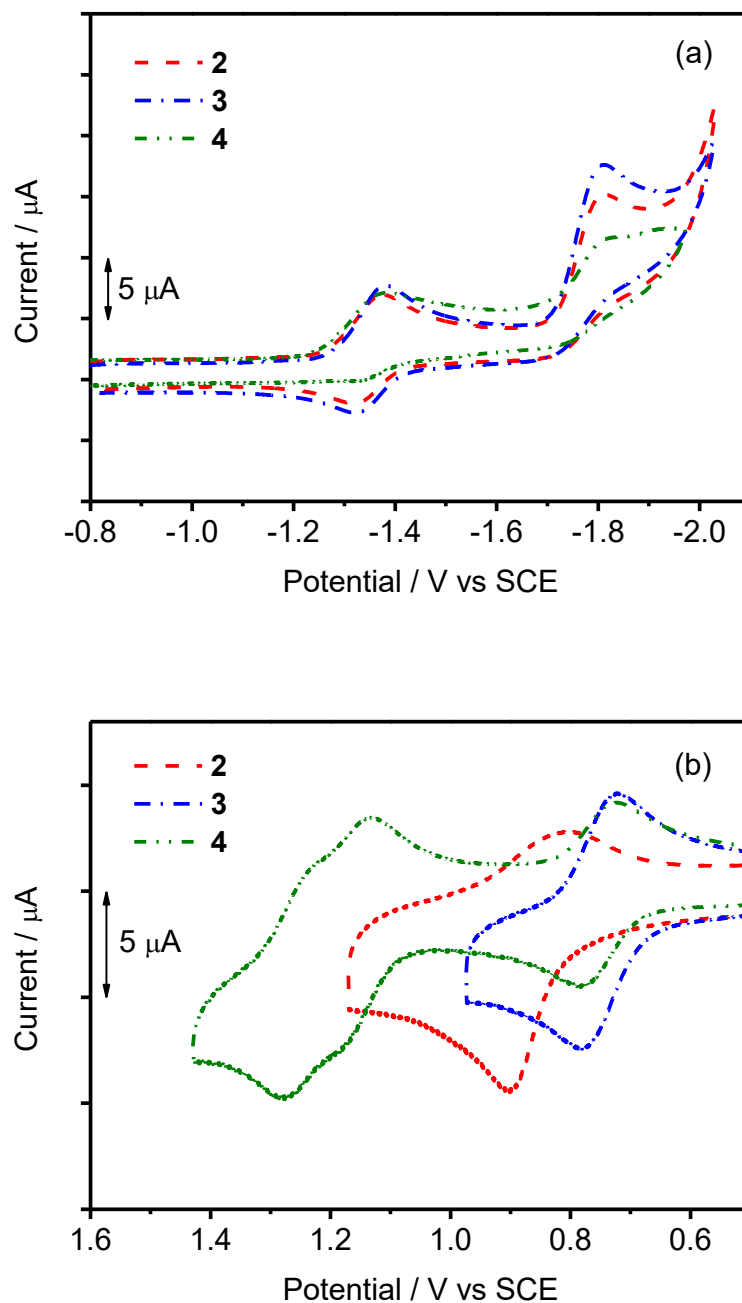 (a)
2
3
4
5 μA
Current / μA
-0.8 -1.0 -1.2 -1.4 -1.6 -1.8 -2.0
Potential / V vs SCE
(b)
2
3
4
5 μA
Current / μA
1.6 1.4 1.2 1.0 0.8 0.6
Potential / V vs SCE